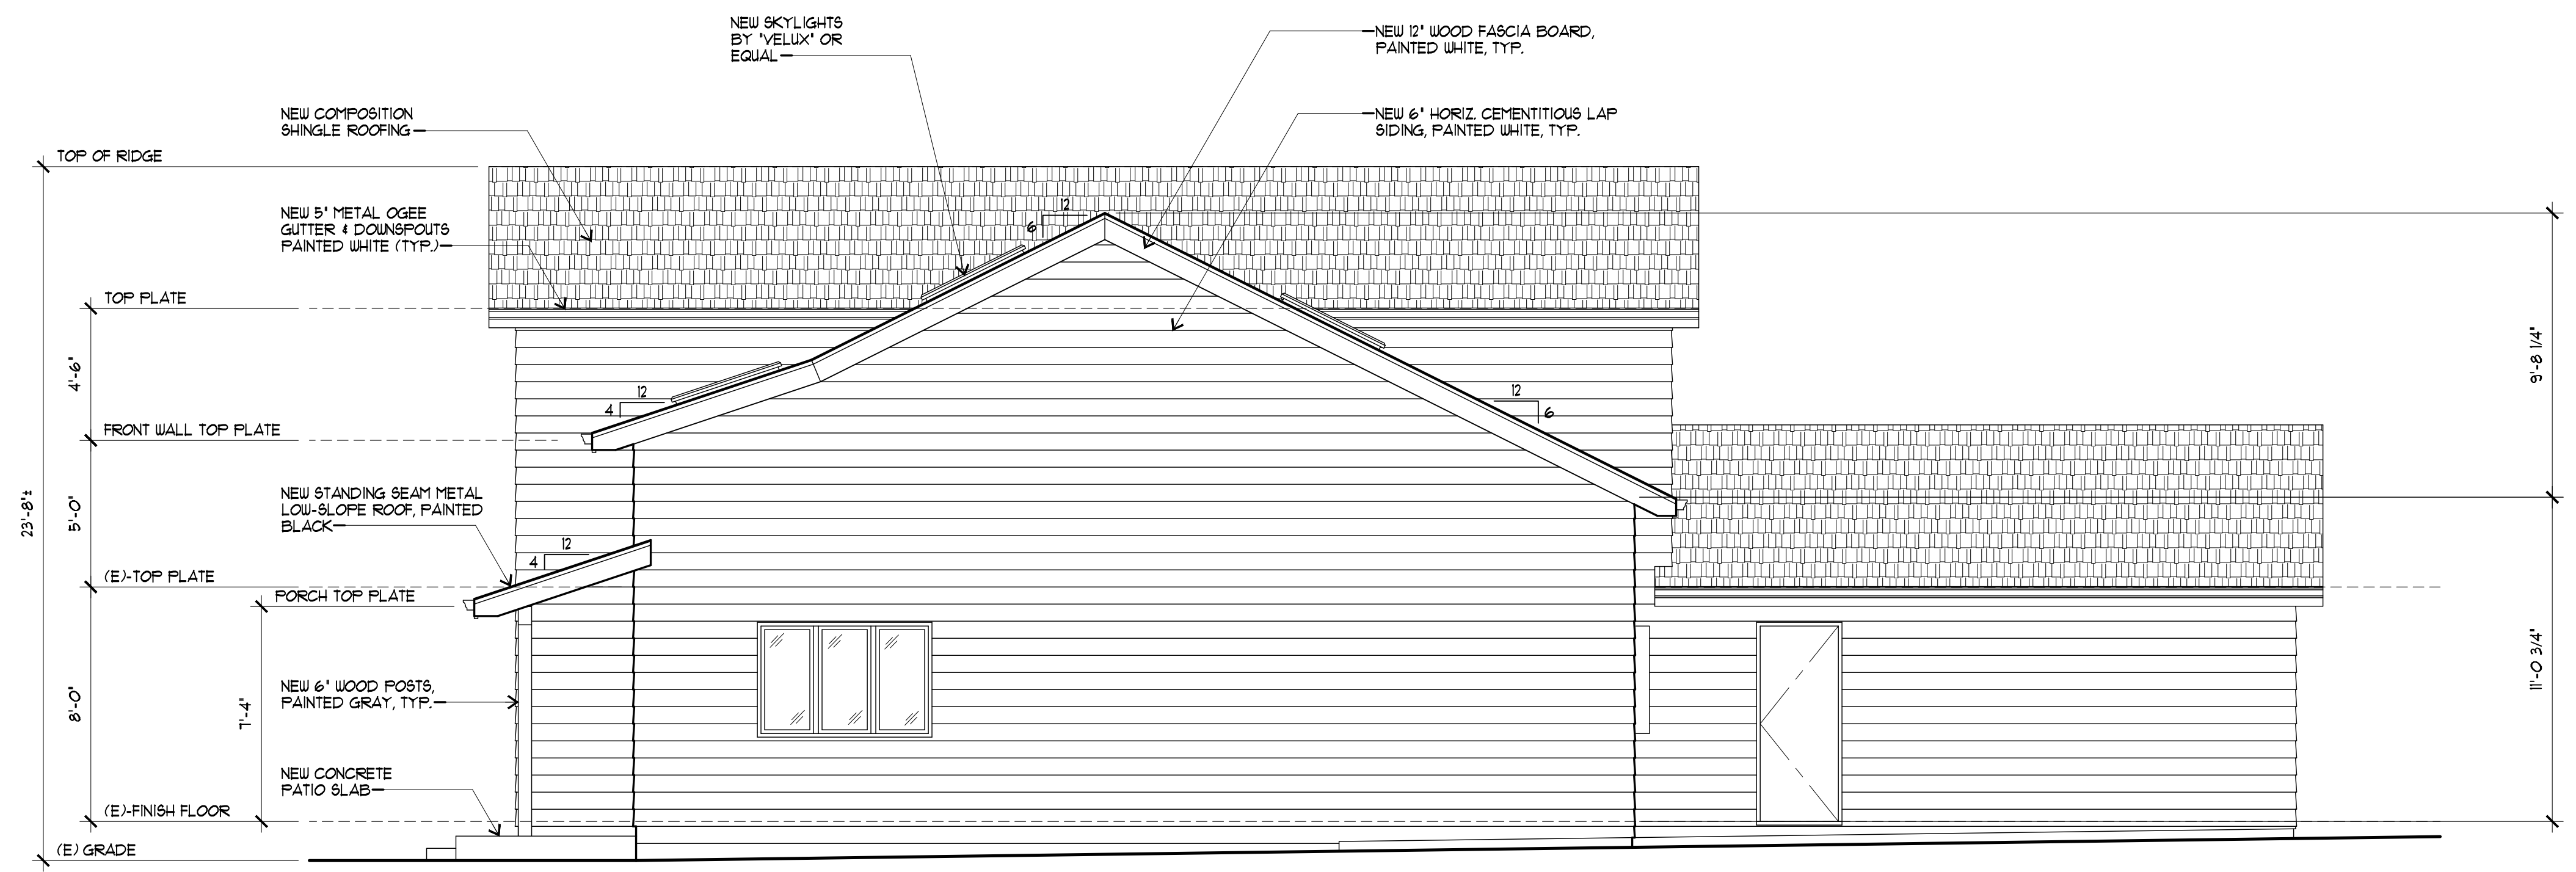 NEW SKYLIGHTS
BY "VELUX" OR
EQUAL
NEW 12" WOOD FASCIA BOARD,
PAINTED WHITE, TYP.
NEW COMPOSITION
SHINGLE ROOFING
NEW 6" HORIZ. CEMENTITIOUS LAP
SIDING, PAINTED WHITE, TYP.
TOP OF RIDGE
NEW 5" METAL OGEE
GUTTER & DOWNSPOUTS
PAINTED WHITE (TYP.)
12
6
TOP PLATE
4'-6"
9'-8 1/4"
12
4
12
6
FRONT WALL TOP PLATE
23'-8"±
5'-0"
NEW STANDING SEAM METAL
LOW-SLOPE ROOF, PAINTED
BLACK
12
4
(E)-TOP PLATE
PORCH TOP PLATE
8'-0"
7'-4"
NEW 6" WOOD POSTS,
PAINTED GRAY, TYP.
11'-0 3/4"
NEW CONCRETE
PATIO SLAB
(E)-FINISH FLOOR
(E) GRADE